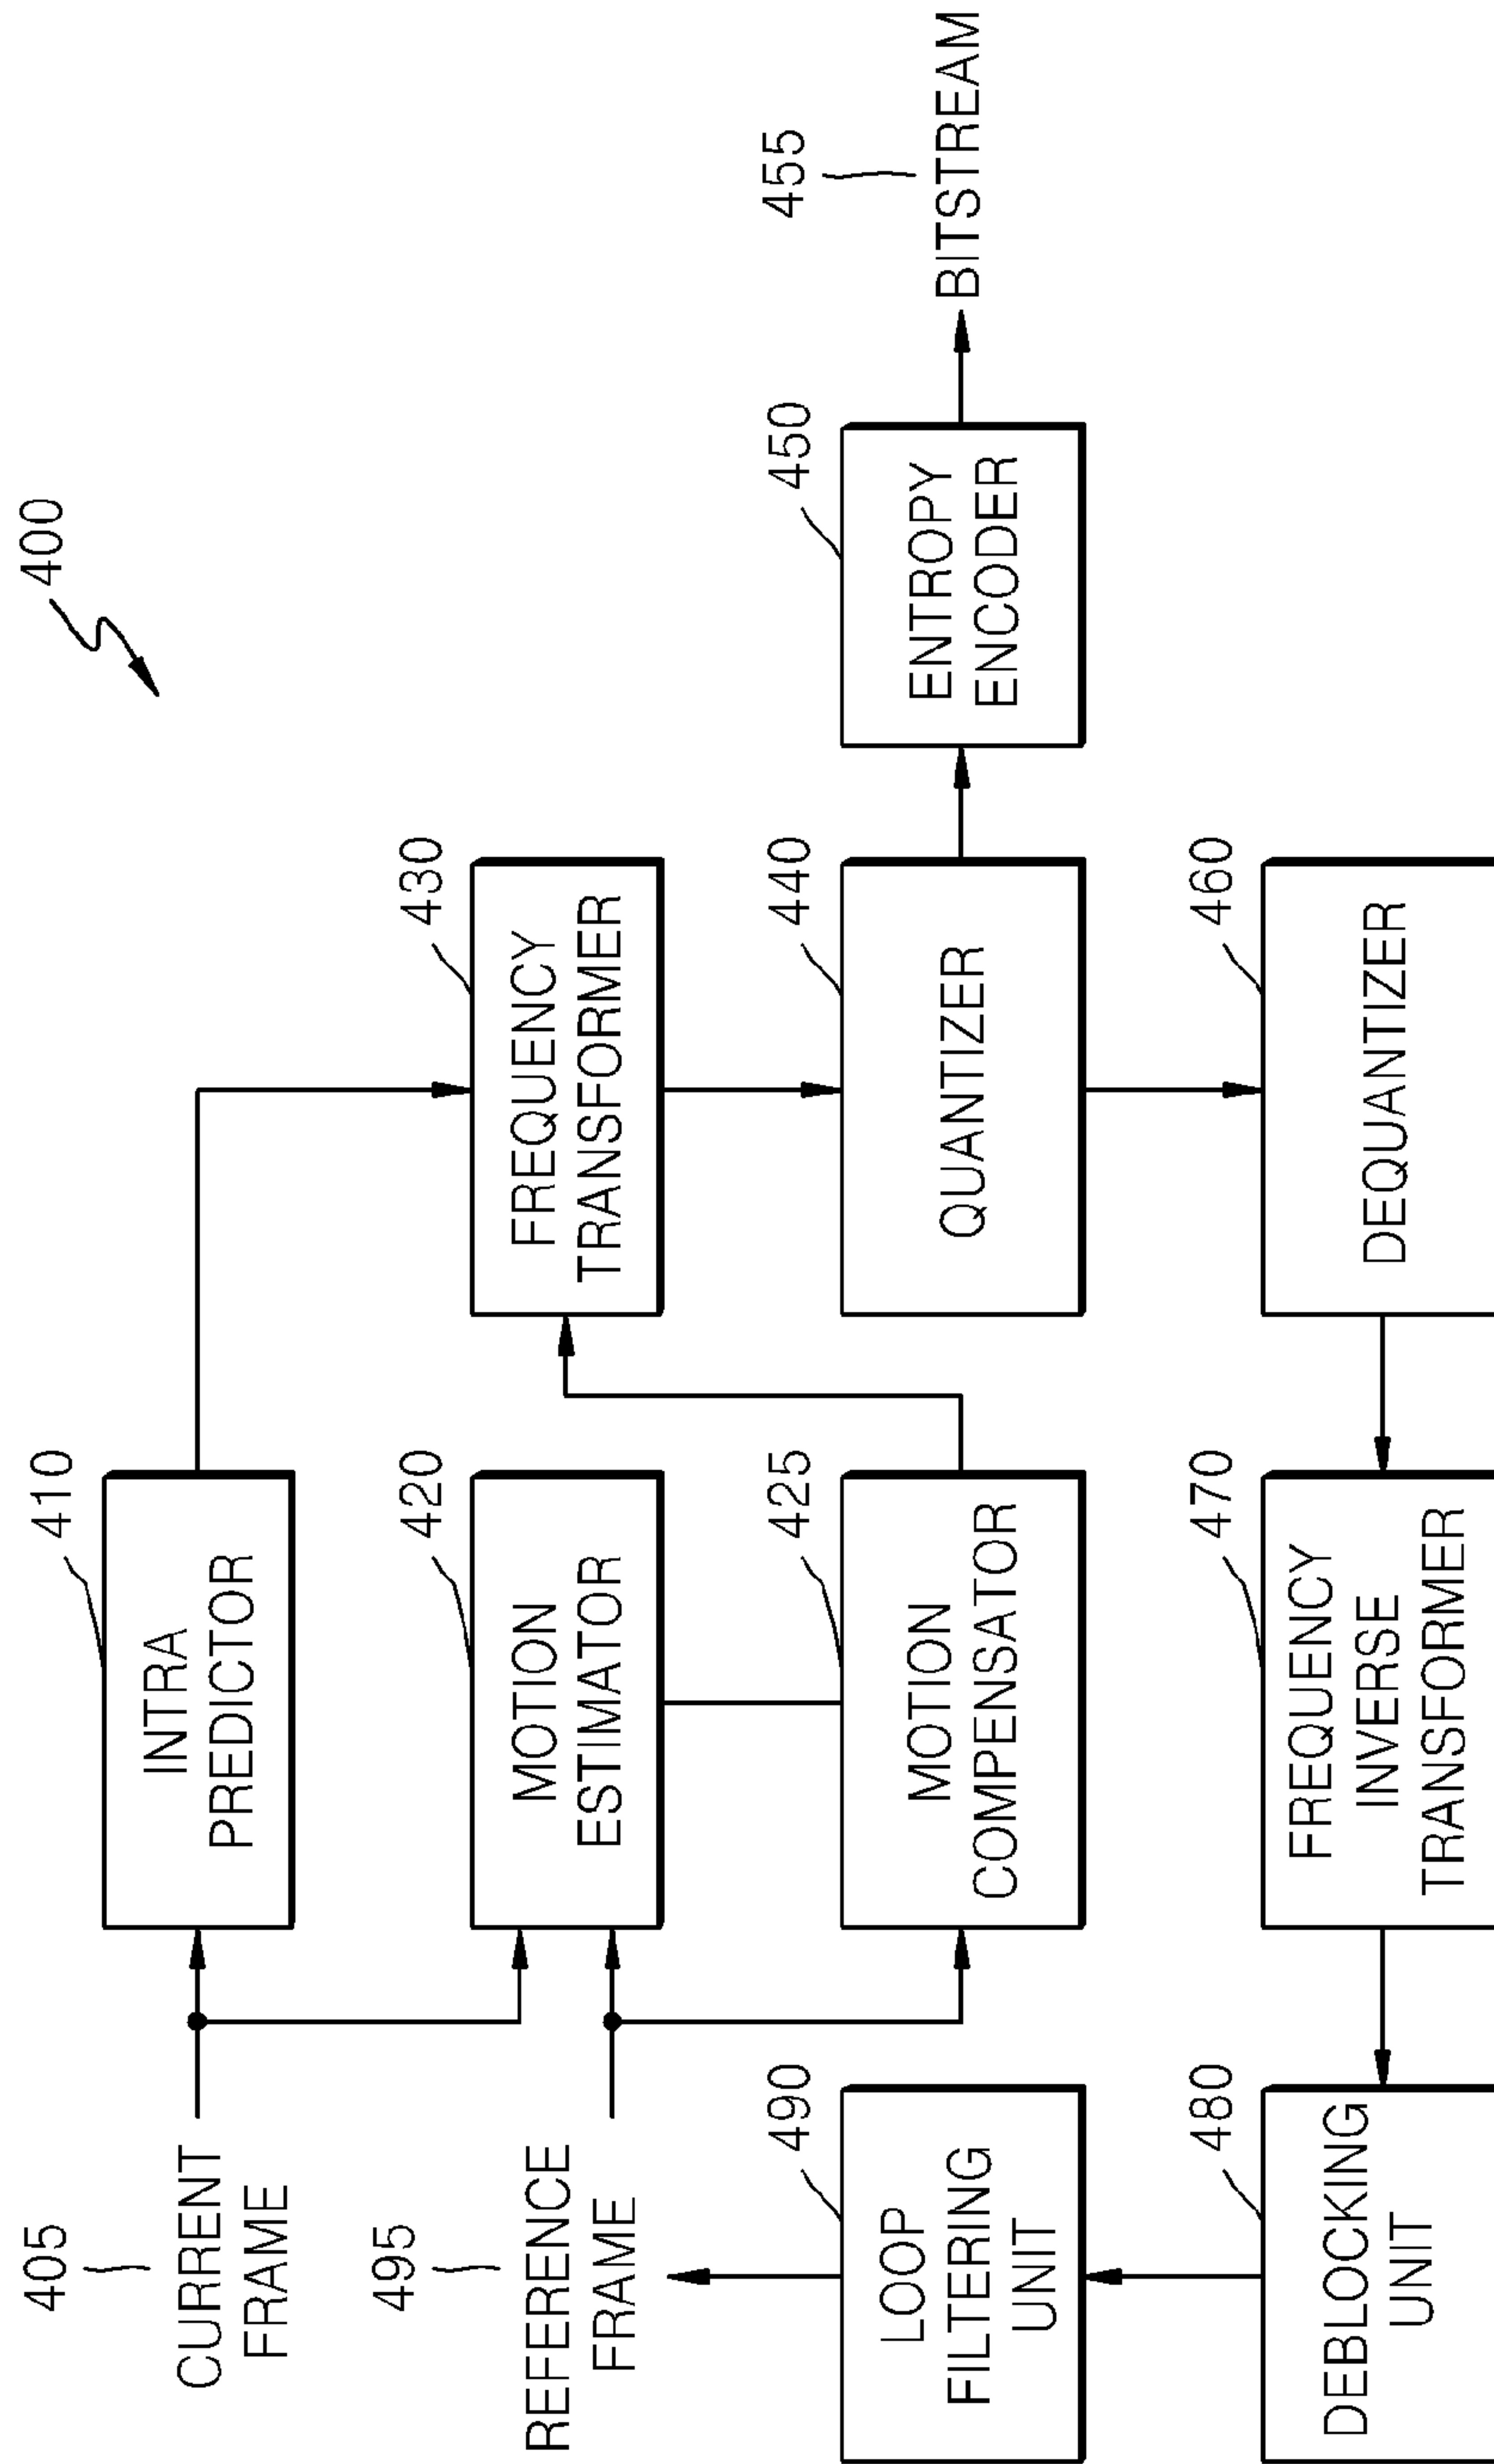 400
405
CURRENT
FRAME
410
INTRA
PREDICTOR
495
REFERENCE
FRAME
420
MOTION
ESTIMATOR
430
FREQUENCY
TRANSFORMER
490
LOOP
FILTERING
UNIT
425
MOTION
COMPENSATOR
440
QUANTIZER
450
ENTROPY
ENCODER
455
BITSTREAM
480
DEBLOCKING
UNIT
470
FREQUENCY
INVERSE
TRANSFORMER
460
DEQUANTIZER